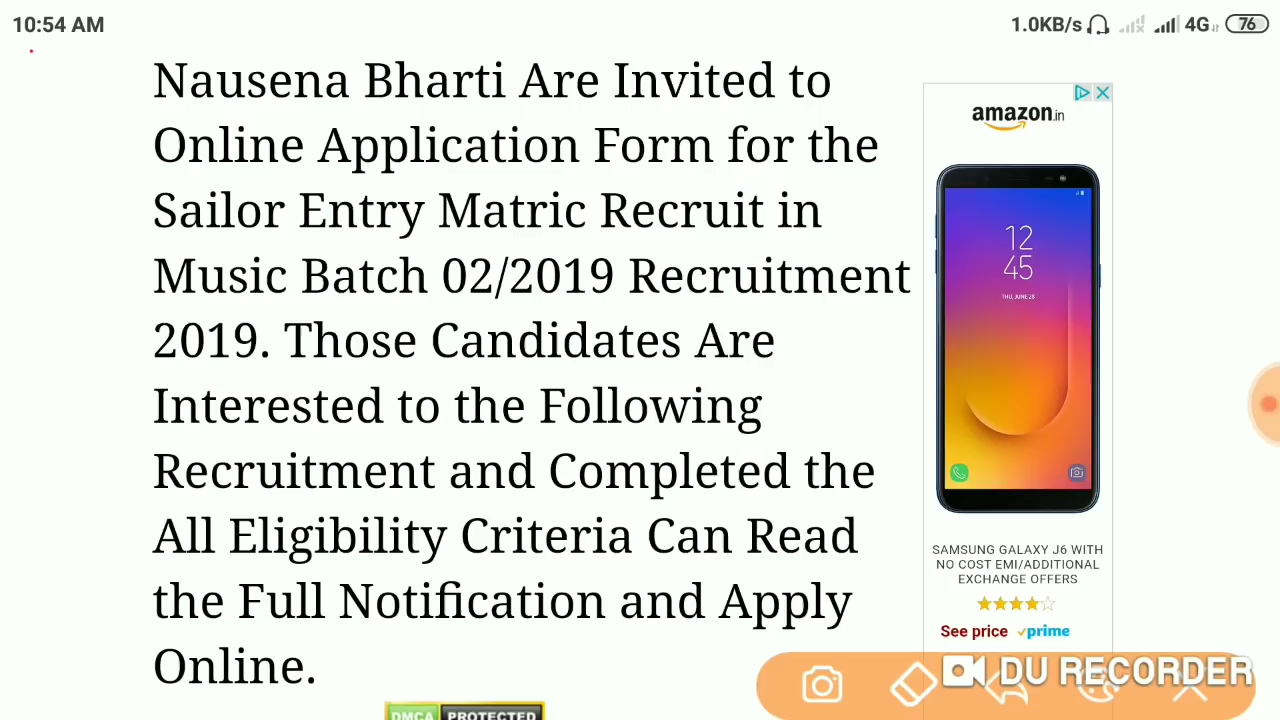 10:54 AM
1.0KB/s 4G 76
Nausena Bharti Are Invited to
Online Application Form for the
Sailor Entry Matric Recruit in
Music Batch 02/2019 Recruitment
2019. Those Candidates Are
Interested to the Following
Recruitment and Completed the
All Eligibility Criteria Can Read
the Full Notification and Apply
Online.
DMCA PROTECTED
amazon.in
12
45
THU, JUNE 28
SAMSUNG GALAXY J6 WITH
NO COST EMI/ADDITIONAL
EXCHANGE OFFERS
See price prime
DU RECORDER